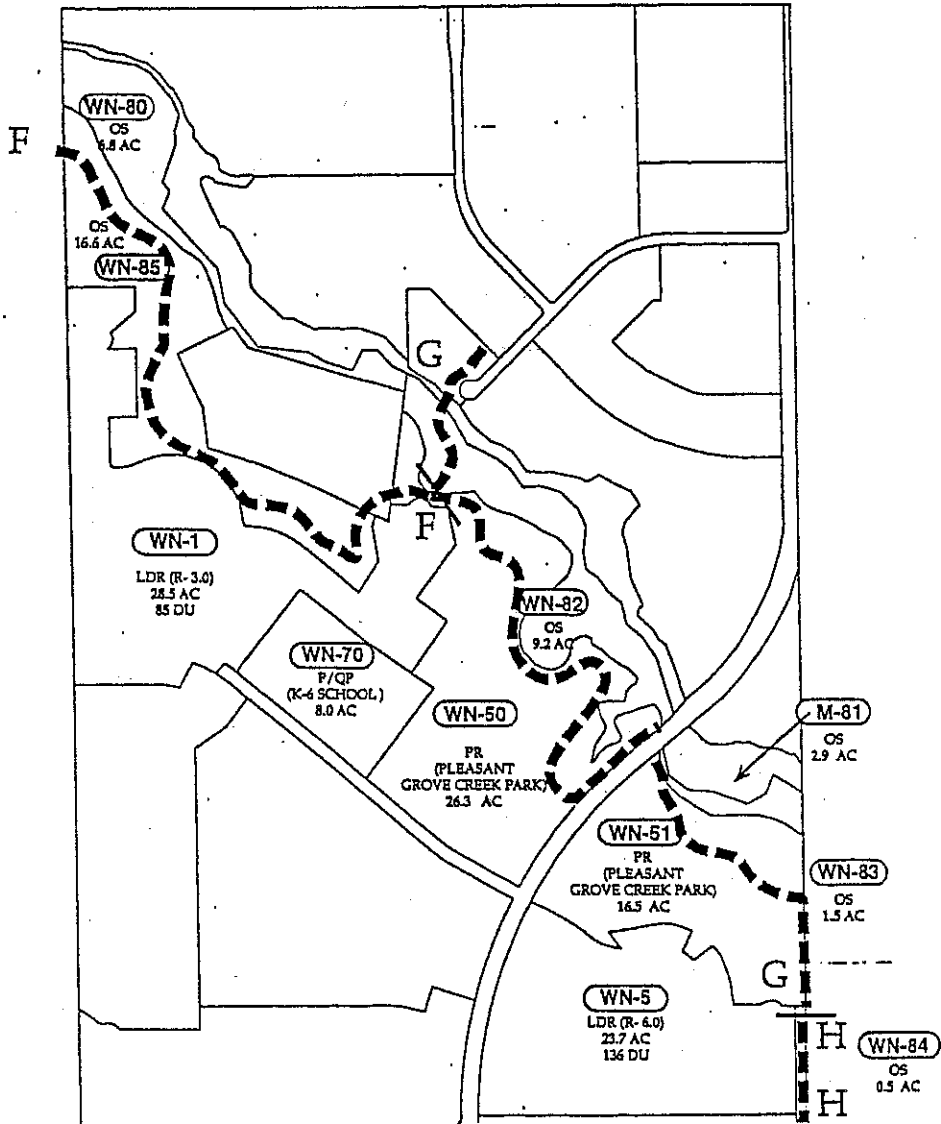 WN-80
OS
6.8 AC
F
OS
16.6 AC
WN-85
G
F
WN-1
LDR (R- 3.0)
28.5 AC
85 DU
WN-82
OS
9.2 AC
WN-70
P/QP
(K-6 SCHOOL)
8.0 AC
WN-50
PR
(PLEASANT
GROVE CREEK PARK)
26.3 AC
M-81
OS
2.9 AC
WN-51
PR
(PLEASANT
GROVE CREEK PARK)
16.5 AC
WN-83
OS
1.5 AC
G
WN-5
LDR (R- 6.0)
23.7 AC
136 DU
H
WN-84
OS
0.5 AC
H